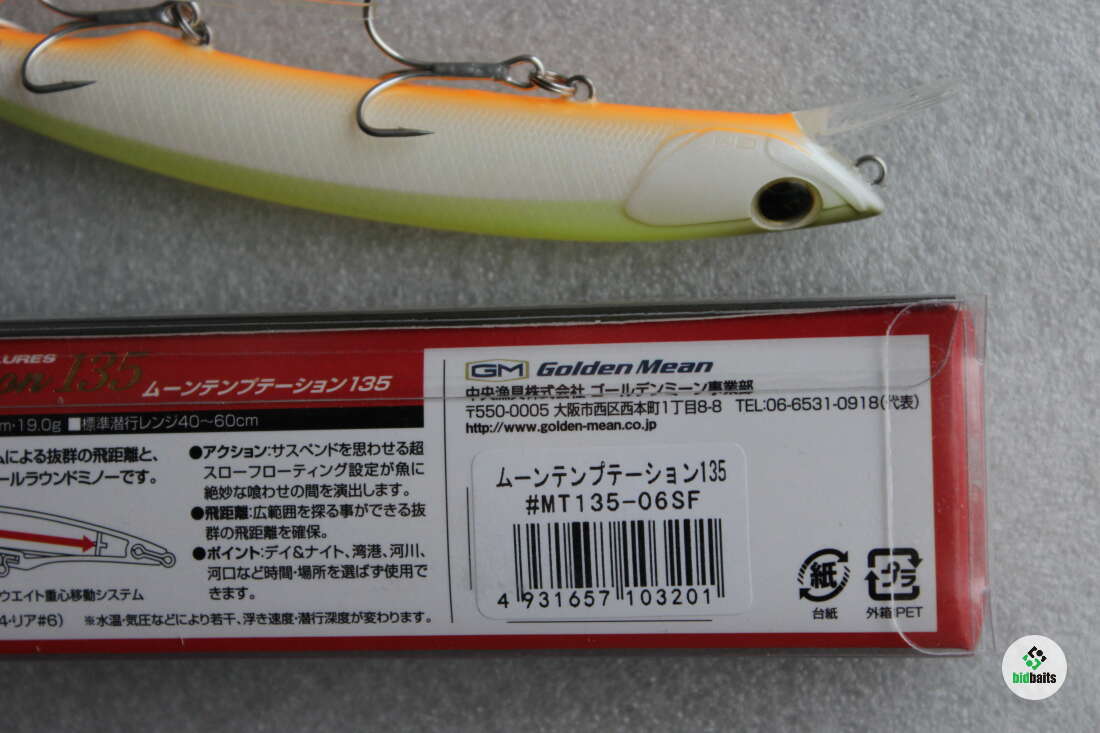 LURES
on 135
ムーンテンプテーション135
m・19.0g ■標準潜行レンジ40〜60cm
ムによる抜群の飛距離と、
ールラウンドミノーです。
●アクション:サスペンドを思わせる超
スローフローティング設定が魚に
絶妙な喰わせの間を演出します。
●飛距離:広範囲を探る事ができる抜
群の飛距離を確保。
●ポイント:デイ&ナイト、湾港、河川、
河口など時間・場所を選ばず使用で
きます。
ウエイト重心移動システム
4・リア#6)
※水温・気圧などにより若干、浮き速度・潜行深度が変わります。
GM Golden Mean
中央漁具株式会社 ゴールデンミーン事業部
〒550-0005 大阪市西区西本町1丁目8-8 TEL:06-6531-0918(代表)
http://www.golden-mean.co.jp
ムーンテンプテーション135
#MT135-06SF
4 931657 103201
紙
台紙
プラ
外箱:PET
bidbaits